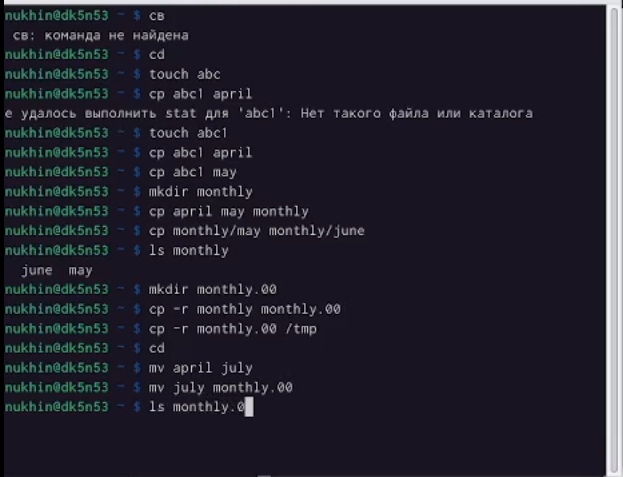 nukhin@dk5n53 ~ $ св
св: команда не найдена
nukhin@dk5n53 ~ $ cd
nukhin@dk5n53 ~ $ touch abc
nukhin@dk5n53 ~ $ cp abc1 april
е удалось выполнить stat для 'abc1': Нет такого файла или каталога
nukhin@dk5n53 ~ $ touch abc1
nukhin@dk5n53 ~ $ cp abc1 april
nukhin@dk5n53 ~ $ cp abc1 may
nukhin@dk5n53 ~ $ mkdir monthly
nukhin@dk5n53 ~ $ cp april may monthly
nukhin@dk5n53 ~ $ cp monthly/may monthly/june
nukhin@dk5n53 ~ $ ls monthly
june  may
nukhin@dk5n53 ~ $ mkdir monthly.00
nukhin@dk5n53 ~ $ cp -r monthly monthly.00
nukhin@dk5n53 ~ $ cp -r monthly.00 /tmp
nukhin@dk5n53 ~ $ cd
nukhin@dk5n53 ~ $ mv april july
nukhin@dk5n53 ~ $ mv july monthly.00
nukhin@dk5n53 ~ $ ls monthly.0